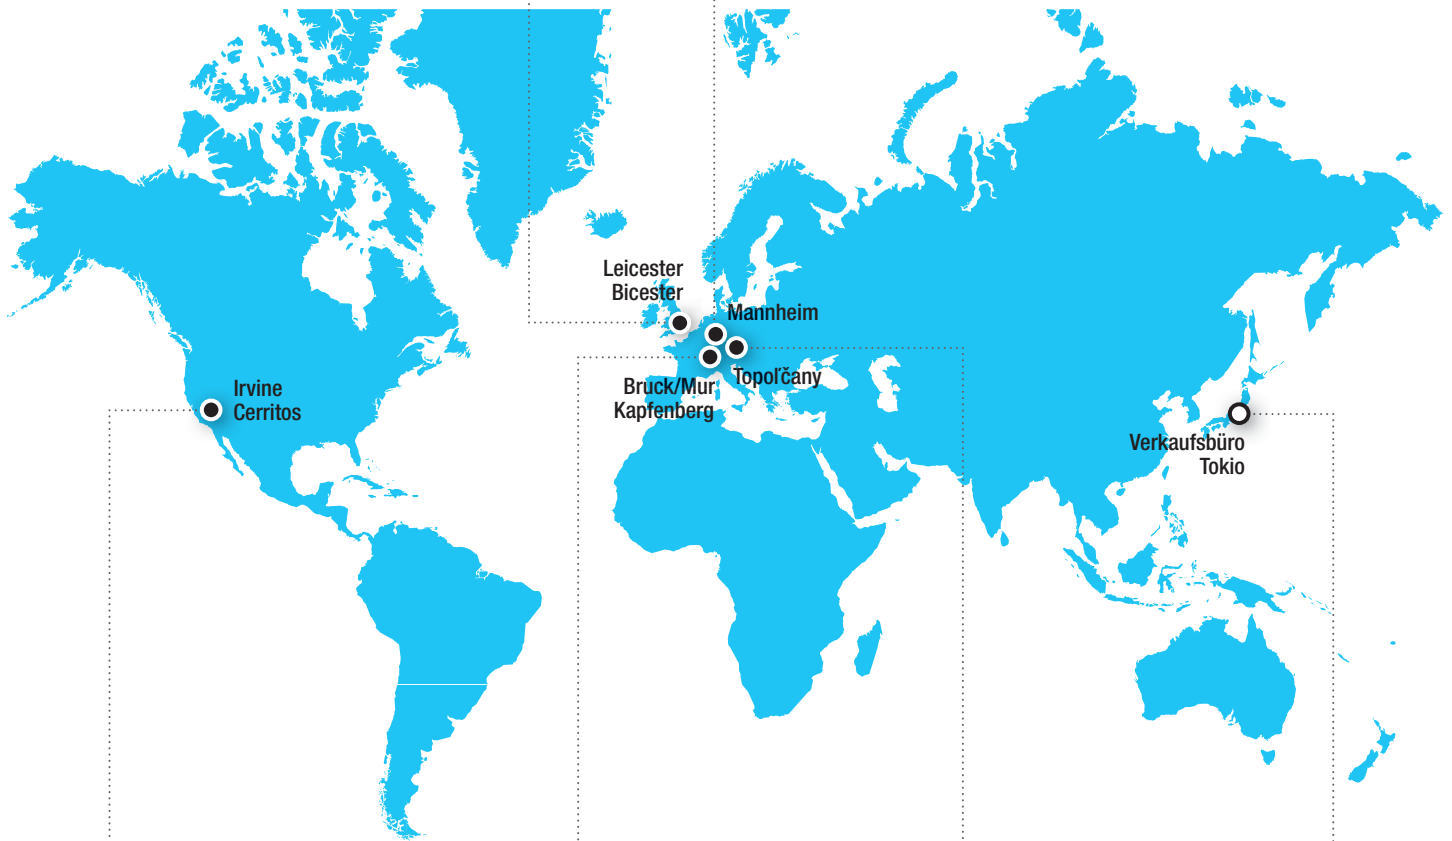 Leicester
Bicester
Mannheim
Topoľčany
Bruck/Mur
Kapfenberg
Irvine
Cerritos
Verkaufsbüro
Tokio